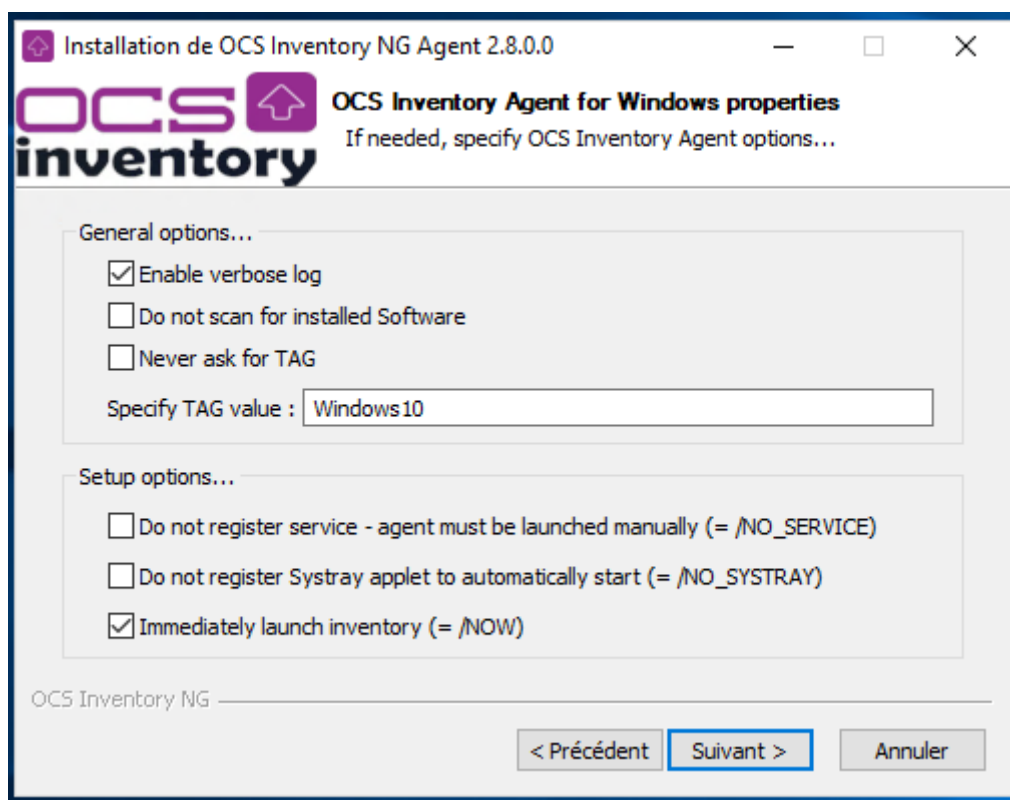 Installation de OCS Inventory NG Agent 2.8.0.0
OCS
inventory
OCS Inventory Agent for Windows properties
If needed, specify OCS Inventory Agent options...
General options...
Enable verbose log
Do not scan for installed Software
Never ask for TAG
Specify TAG value : Windows10
Setup options...
Do not register service - agent must be launched manually (= /NO_SERVICE)
Do not register Systray applet to automatically start (= /NO_SYSTRAY)
Immediately launch inventory (= /NOW)
OCS Inventory NG
< Précédent Suivant > Annuler